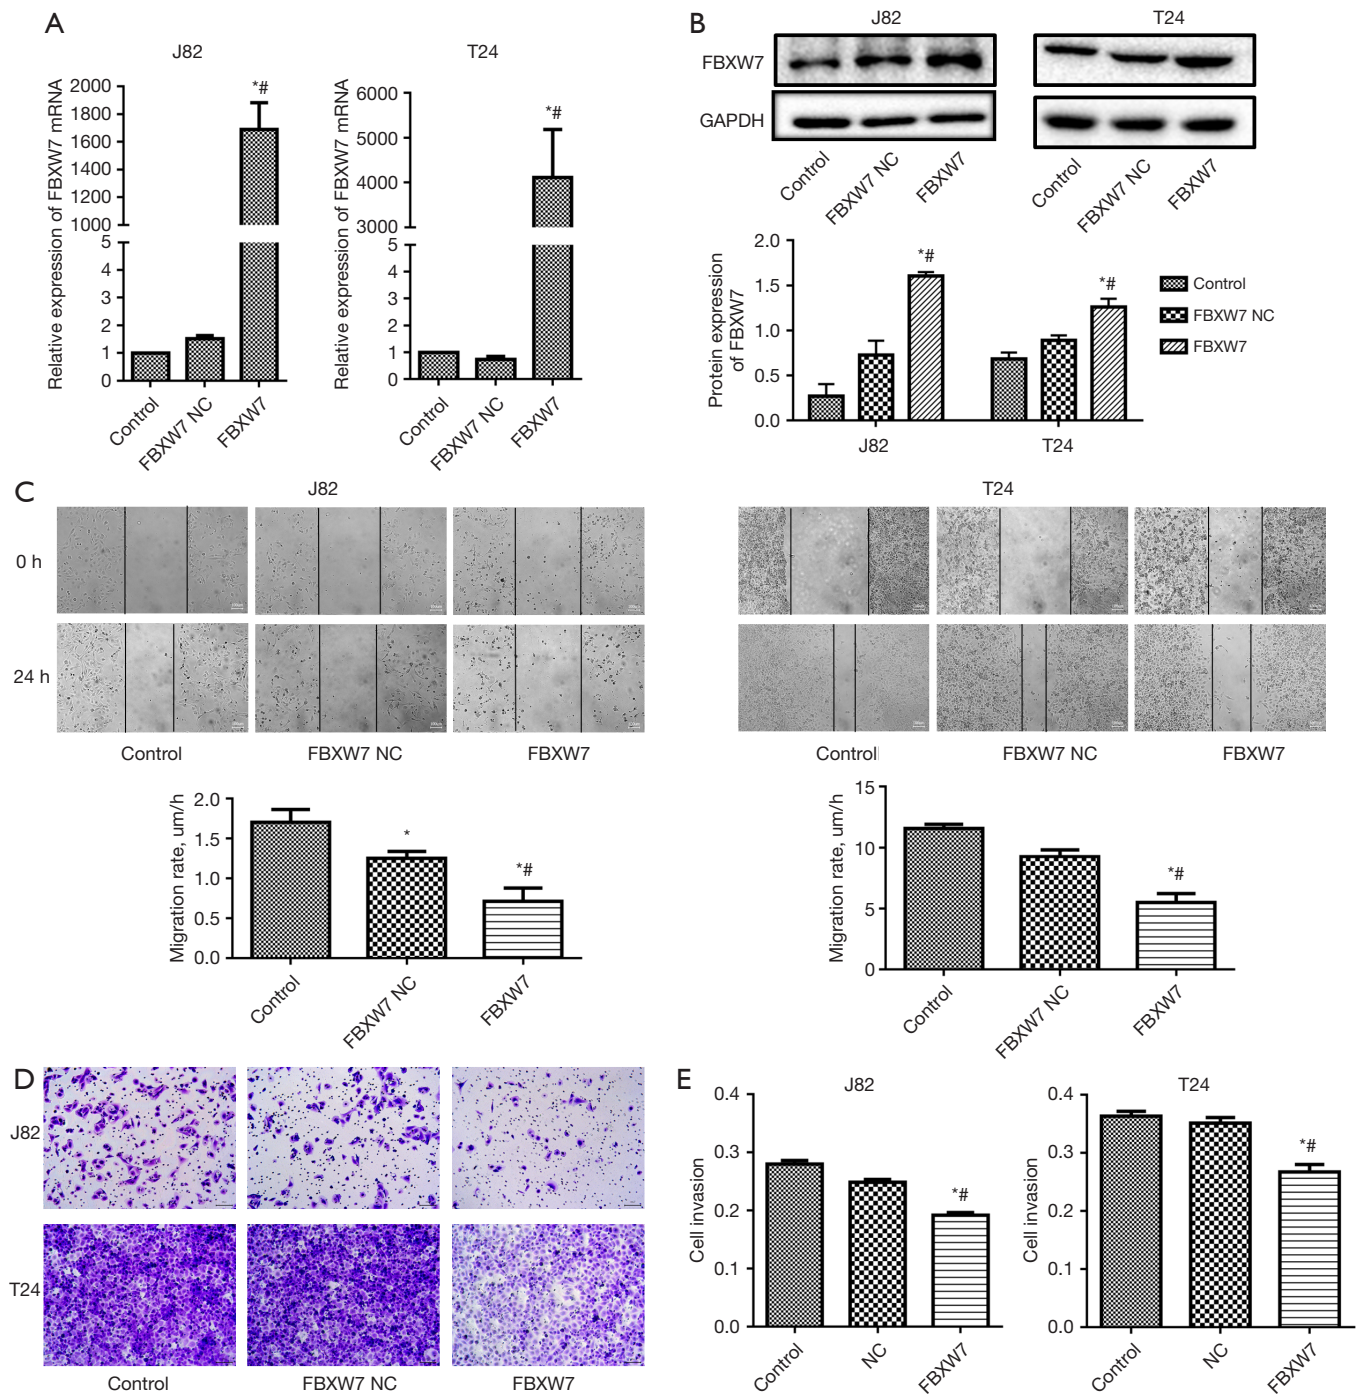 A
J82
Relative expression of FBXW7 mRNA
2000
1800
1600
1400
1200
1000
5
4
3
2
1
0
*#
Control
FBXW7 NC
FBXW7
T24
Relative expression of FBXW7 mRNA
6000
5000
4000
3000
5
4
3
2
1
0
*#
Control
FBXW7 NC
FBXW7
B
J82
T24
FBXW7
GAPDH
Control
FBXW7 NC
FBXW7
Control
FBXW7 NC
FBXW7
Protein expression
of FBXW7
2.0
1.5
1.0
0.5
0.0
*#
*#
J82
T24
Control
FBXW7 NC
FBXW7
C
J82
T24
0 h
24 h
Control
FBXW7 NC
FBXW7
Control
FBXW7 NC
FBXW7
Migration rate, um/h
2.0
1.5
1.0
0.5
0.0
*
*#
Control
FBXW7 NC
FBXW7
Migration rate, um/h
15
10
5
0
*#
Control
FBXW7 NC
FBXW7
D
J82
T24
Control
FBXW7 NC
FBXW7
E
J82
Cell invasion
0.4
0.3
0.2
0.1
0.0
*#
Control
NC
FBXW7
T24
Cell invasion
0.4
0.3
0.2
0.1
0.0
*#
Control
NC
FBXW7